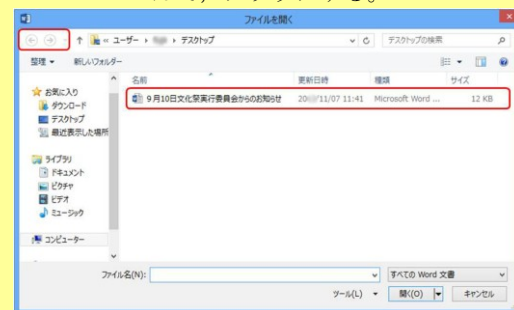 ファイルを開く
« ユーザー ▸ ▸ デスクトップ
デスクトップの検索
整理 ▼ 新しいフォルダー
名前 更新日時 種類 サイズ
お気に入り
ダウンロード
デスクトップ
最近表示した場所
9月10日文化祭実行委員会からのお知らせ 20 /11/07 11:41 Microsoft Word ... 12 KB
ライブラリ
ドキュメント
ピクチャ
ビデオ
ミュージック
コンピューター
ファイル名(N):
すべての Word 文書
ツール(L) ▼ 開く(O) ▼ キャンセル